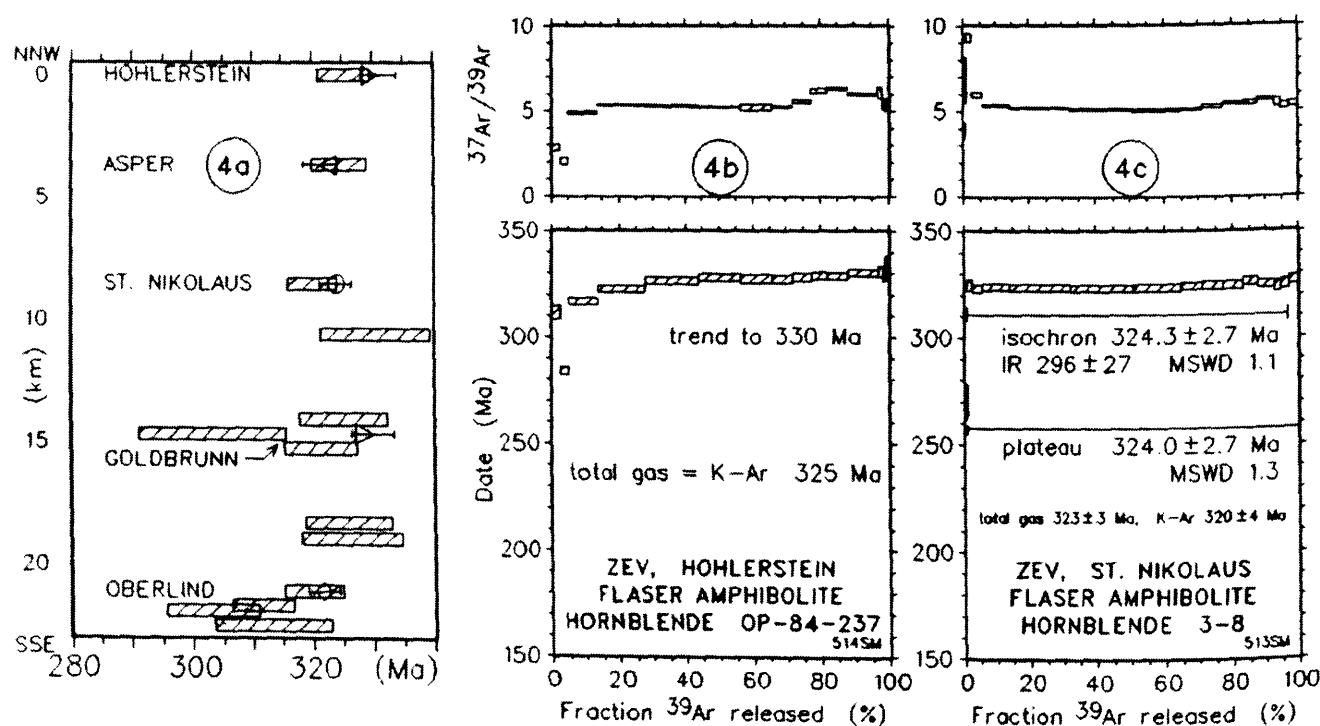 NNW
0
HOHLERSTEIN
ASPER
4a
5
ST. NIKOLAUS
10
(km)
15
GOLDBRUNN
20
OBERLIND
SSE
280 300 320 (Ma)
37Ar/39Ar
10
5
0
4b
350
300
250
200
150
Date (Ma)
trend to 330 Ma
total gas = K-Ar 325 Ma
ZEV, HOHLERSTEIN
FLASER AMPHIBOLITE
HORNBLENDE OP-84-237
514SM
0 20 40 60 80 100
Fraction 39Ar released (%)
10
5
0
4c
350
300
250
200
150
isochron 324.3 ± 2.7 Ma
IR 296 ± 27 MSWD 1.1
plateau 324.0 ± 2.7 Ma
MSWD 1.3
total gas 323 ± 3 Ma, K-Ar 320 ± 4 Ma
ZEV, ST. NIKOLAUS
FLASER AMPHIBOLITE
HORNBLENDE 3-8
513SM
0 20 40 60 80 100
Fraction 39Ar released (%)